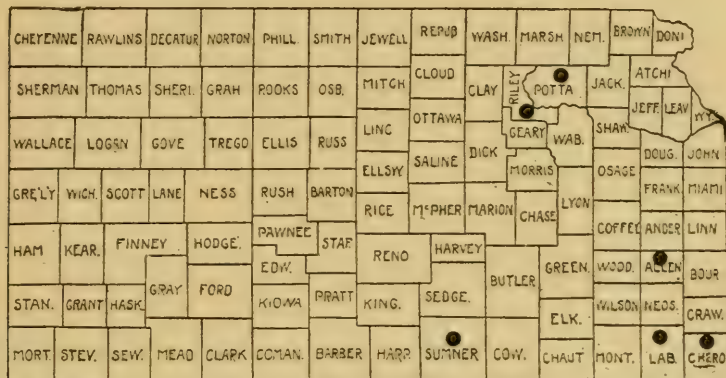 CHEYENNE RAWLINS DECATUR NORTON PHILL. SMITH JEWELL REPUB WASH. MARSH NEM. BROWN DONI
SHERMAN THOMAS SHERI. GRAH ROOKS OSB. MITCH CLOUD CLAY RILEY POTTA JACK. ATCHI
JEFF. LEAV WY.
WALLACE LOGAN GOVE TREGO ELLIS RUSS LINC OTTAWA DICK GEARY WAB. SHAW. DOUG. JOHN
GRE'LY WICH. SCOTT LANE NESS RUSH BARTON ELLSW SALINE MORRIS OSAGE FRANK. MIAMI
RICE McPHER MARION CHASE LYON COFFEY ANDER LINN
HAM KEAR. FINNEY HODGE. PAWNEE STAF RENO HARVEY
EDW. BUTLER GREEN. WOOD. ALLEN BOUR
STAN. GRANT HASK. GRAY FORD KIOWA PRATT KING. SEDGE. ELK. WILSON NEOS. CRAW.
MORT. STEV. SEW. MEAD CLARK COMAN. BARBER HARP. SUMNER COW. CHAUT MONT. LAB. CHERO